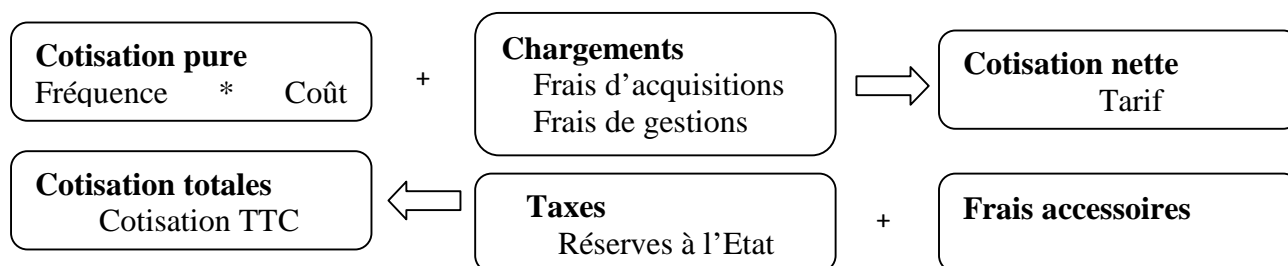 Cotisation pure
Fréquence * Coût
+
Chargements
Frais d’acquisitions
Frais de gestions
Cotisation nette
Tarif
Cotisation totales
Cotisation TTC
Taxes
Réserves à l’Etat
+
Frais accessoires